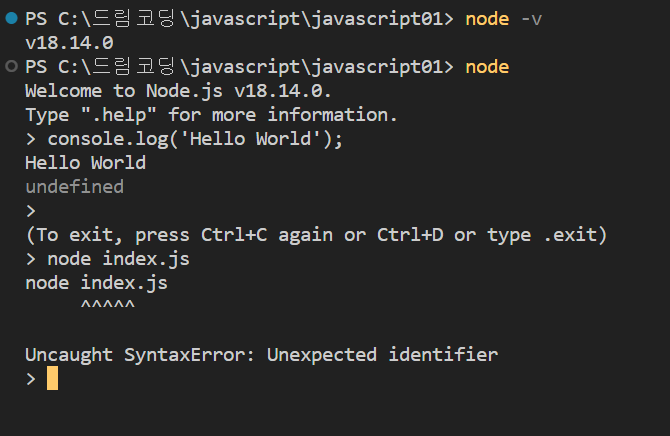 PS C:\드림코딩\javascript\javascript01> node -v
v18.14.0
PS C:\드림코딩\javascript\javascript01> node
Welcome to Node.js v18.14.0.
Type ".help" for more information.
> console.log('Hello World');
Hello World
undefined
>
(To exit, press Ctrl+C again or Ctrl+D or type .exit)
> node index.js
node index.js
     ^^^^^
Uncaught SyntaxError: Unexpected identifier
>